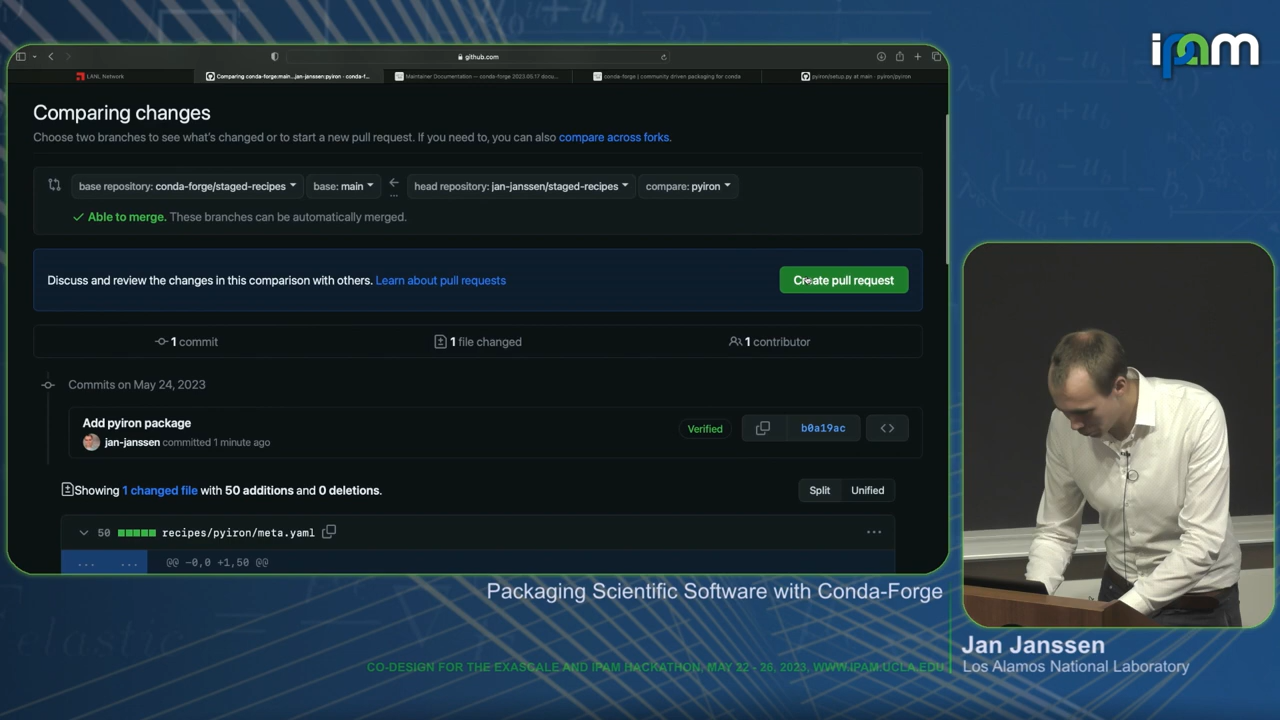 ipam
github.com
LANL Network
Comparing conda-forge:main...jan-janssen:pyiron · conda-f...
Maintainer Documentation — conda-forge 2023.05.17 docu...
conda-forge | community driven packaging for conda
pyiron/setup.py at main · pyiron/pyiron
Comparing changes
Choose two branches to see what's changed or to start a new pull request. If you need to, you can also compare across forks.
base repository: conda-forge/staged-recipes base: main ← head repository: jan-janssen/staged-recipes compare: pyiron
Able to merge. These branches can be automatically merged.
Discuss and review the changes in this comparison with others. Learn about pull requests
Create pull request
1 commit
1 file changed
1 contributor
Commits on May 24, 2023
Add pyiron package
jan-janssen committed 1 minute ago
Verified
b0a19ac
Showing 1 changed file with 50 additions and 0 deletions.
Split Unified
50 recipes/pyiron/meta.yaml
... ... @@ -0,0 +1,50 @@
Packaging Scientific Software with Conda-Forge
Jan Janssen
Los Alamos National Laboratory
CO-DESIGN FOR THE EXASCALE AND IPAM HACKATHON, MAY 22 - 26, 2023, WWW.IPAM.UCLA.EDU